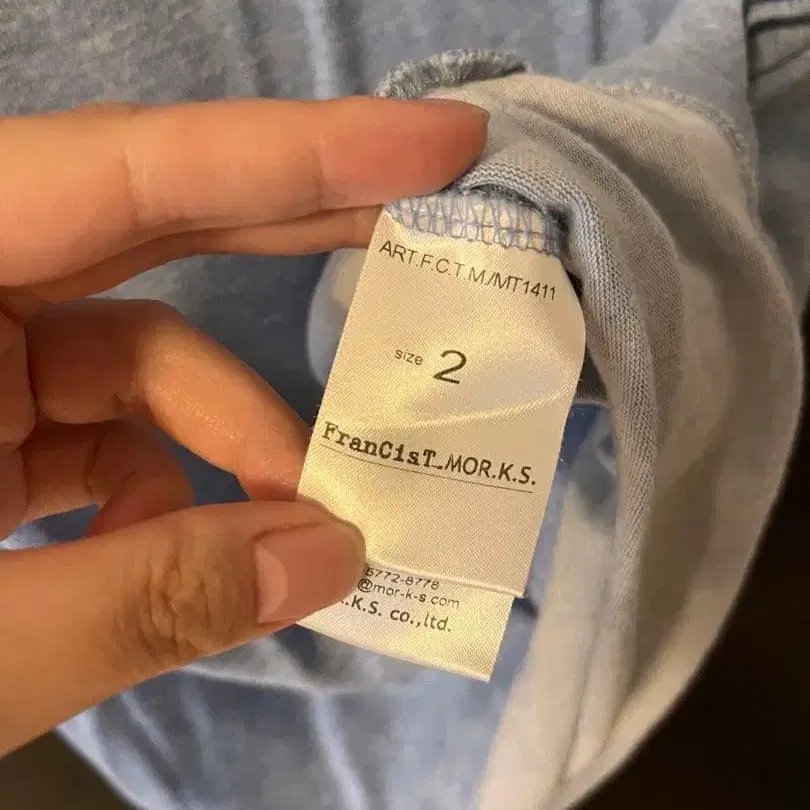 ART.F.C.T.M./MT1411
size 2
FranCisT_MOR.K.S.
6772-8778
@mor-k-s.com
.K.S. co.,ltd.